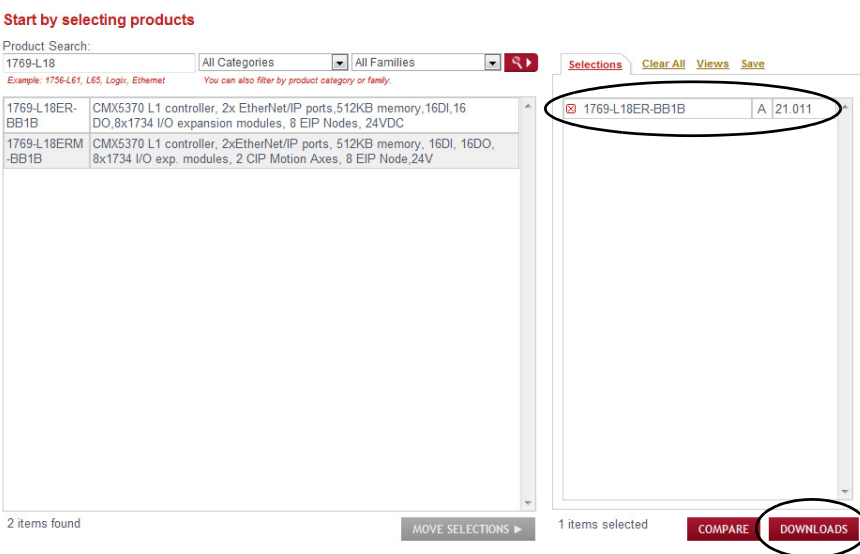 Start by selecting products
Product Search:
1769-L18
All Categories
All Families
Example: 1756-L61, L65, Logix, Ethernet
You can also filter by product category or family.
1769-L18ER-
BB1B
CMX5370 L1 controller, 2x EtherNet/IP ports,512KB memory,16DI,16
DO,8x1734 I/O expansion modules, 8 EIP Nodes, 24VDC
1769-L18ERM
-BB1B
CMX5370 L1 controller, 2xEtherNet/IP ports, 512KB memory, 16DI, 16DO,
8x1734 I/O exp. modules, 2 CIP Motion Axes, 8 EIP Node,24V
2 items found
MOVE SELECTIONS
Selections Clear All Views Save
1769-L18ER-BB1B A 21.011
1 items selected
COMPARE
DOWNLOADS